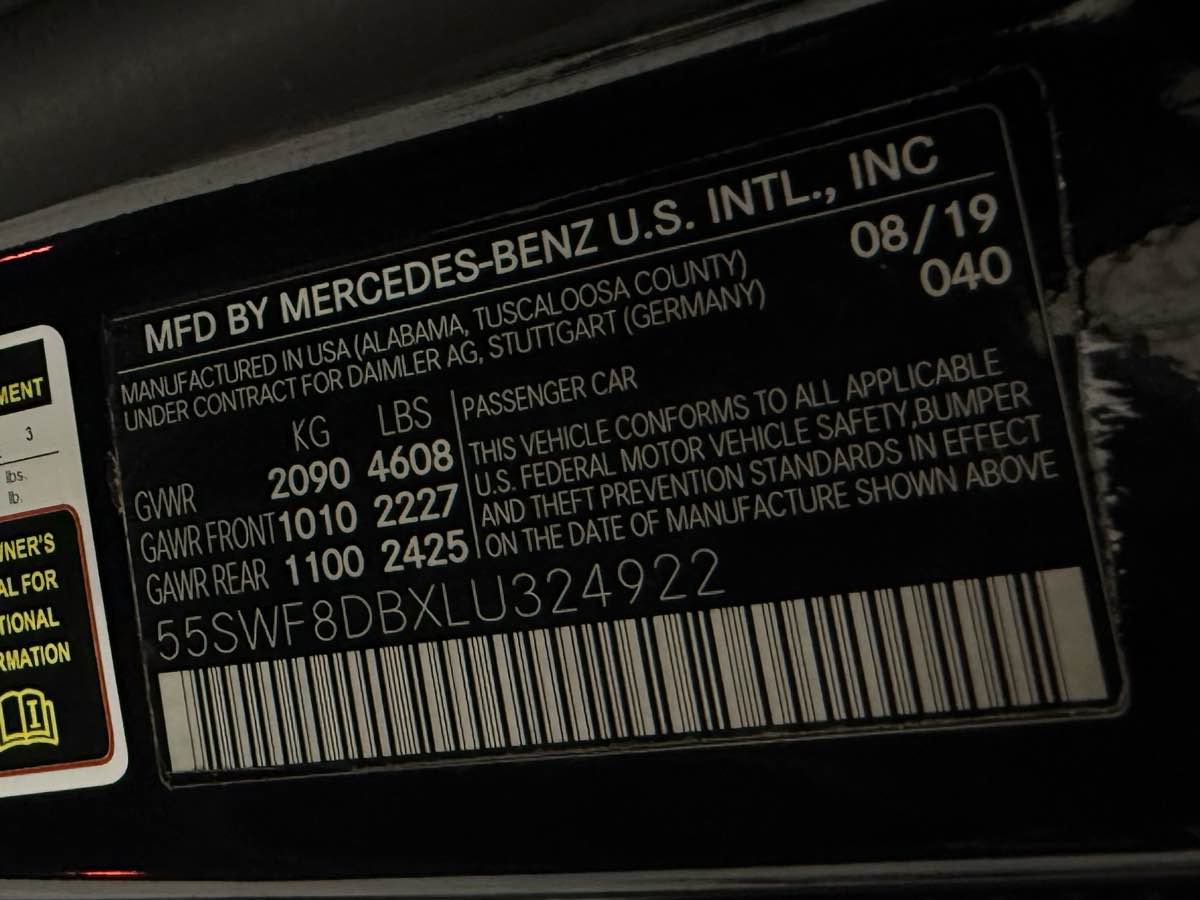 MFD BY MERCEDES-BENZ U.S. INTL., INC
MANUFACTURED IN USA (ALABAMA, TUSCALOOSA COUNTY)
UNDER CONTRACT FOR DAIMLER AG, STUTTGART (GERMANY)
08/19
040
KG LBS
GVWR 2090 4608
GAWR FRONT 1010 2227
GAWR REAR 1100 2425
PASSENGER CAR
THIS VEHICLE CONFORMS TO ALL APPLICABLE
U.S. FEDERAL MOTOR VEHICLE SAFETY,BUMPER
AND THEFT PREVENTION STANDARDS IN EFFECT
ON THE DATE OF MANUFACTURE SHOWN ABOVE
55SWF8DBXLU324922
MENT
3
lbs.
lb.
NER'S
AL FOR
TIONAL
RMATION